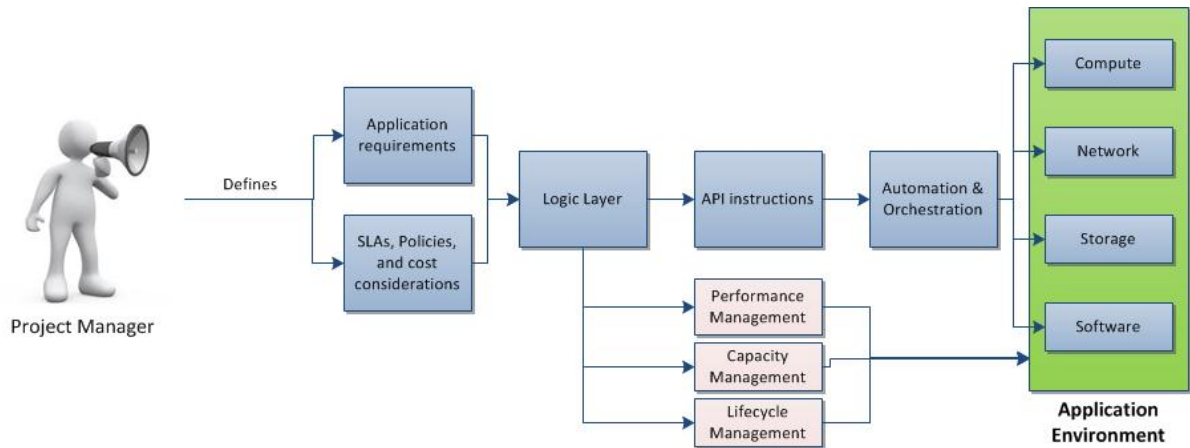 Project Manager
Defines
Application
requirements
SLAs, Policies,
and cost
considerations
Logic Layer
API instructions
Automation &
Orchestration
Performance
Management
Capacity
Management
Lifecycle
Management
Compute
Network
Storage
Software
Application
Environment